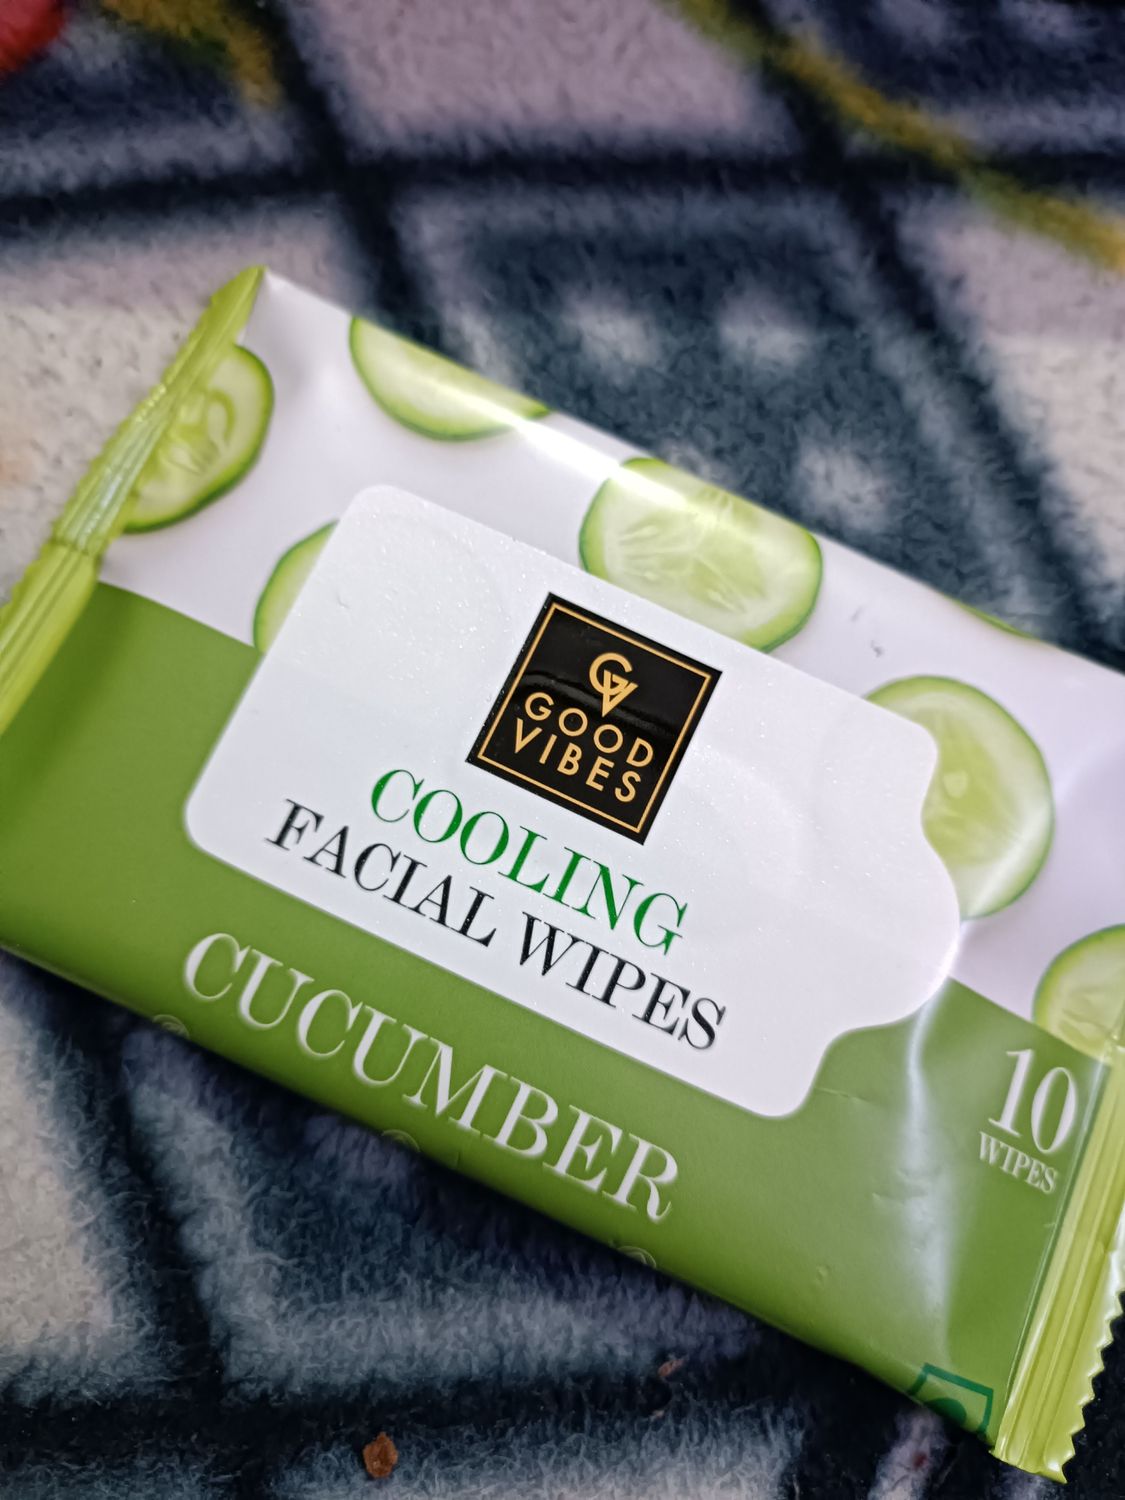 GV
GOOD
VIBES
COOLING
FACIAL WIPES
CUCUMBER
10
WIPES